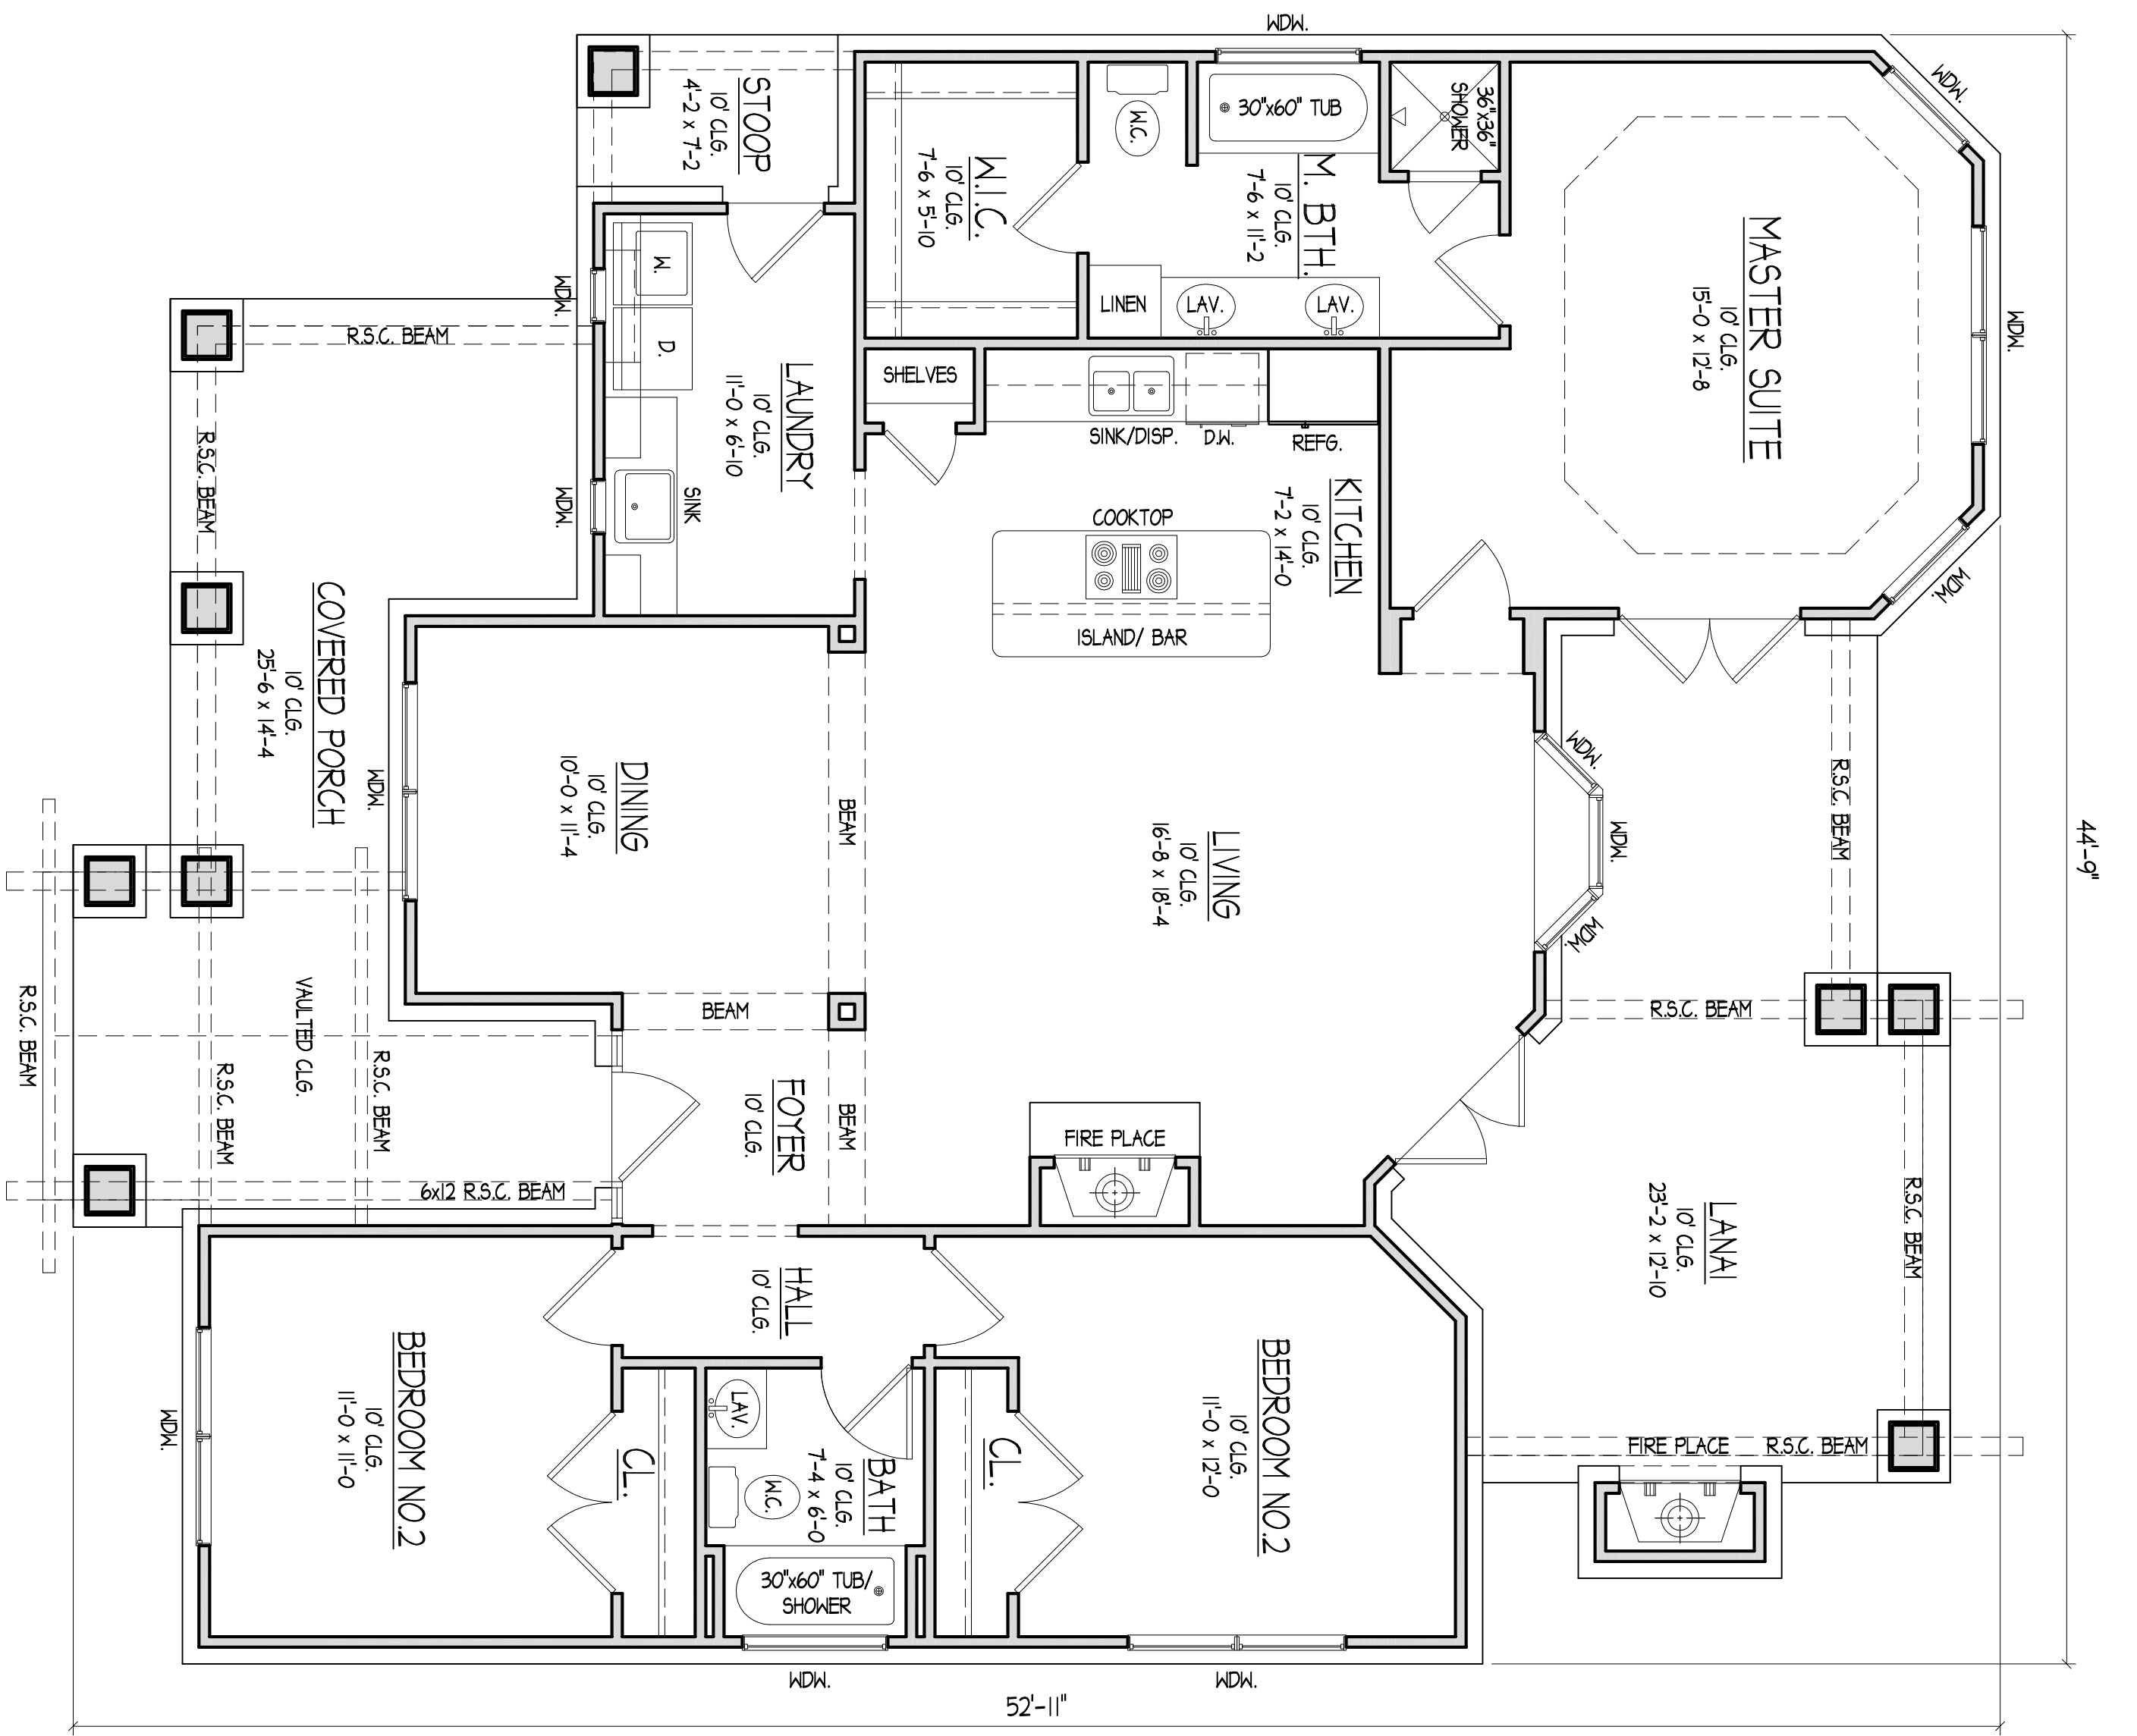 WDW.
STOOP
10' CLG.
4'-2 x 7'-2
W.I.C.
10' CLG.
7'-6 x 5'-10
W.C.
30"x60" TUB
36"x36"
SHOWER
M. BTH.
10' CLG.
7'-6 x 11'-2
LINEN
LAV.
LAV.
MASTER SUITE
10' CLG.
15'-0 x 12'-8
WDW.
WDW.
WDW.
W.
D.
WDW.
WDW.
SINK
LAUNDRY
10' CLG.
11'-0 x 6'-10
SHELVES
SINK/DISP.
D.W.
REFG.
KITCHEN
10' CLG.
7'-2 x 14'-0
COOKTOP
ISLAND/ BAR
R.S.C. BEAM
R.S.C. BEAM
COVERED PORCH
10' CLG.
25'-6 x 14'-4
WDW.
DINING
10' CLG.
10'-0 x 11'-4
BEAM
BEAM
BEAM
LIVING
10' CLG.
16'-8 x 18'-4
WDW.
WDW.
WDW.
R.S.C. BEAM
44'-9"
R.S.C. BEAM
R.S.C. BEAM
VAULTED CLG.
R.S.C. BEAM
R.S.C. BEAM
6x12 R.S.C. BEAM
FOYER
10' CLG.
FIRE PLACE
R.S.C. BEAM
LANAI
10' CLG.
23'-2 x 12'-10
R.S.C. BEAM
FIRE PLACE
R.S.C. BEAM
HALL
10' CLG.
BEDROOM NO.2
10' CLG.
11'-0 x 11'-0
WDW.
CL.
LAV.
W.C.
BATH
10' CLG.
7'-4 x 6'-0
30"x60" TUB/
SHOWER
CL.
BEDROOM NO.2
10' CLG.
11'-0 x 12'-0
WDW.
WDW.
52'-11"